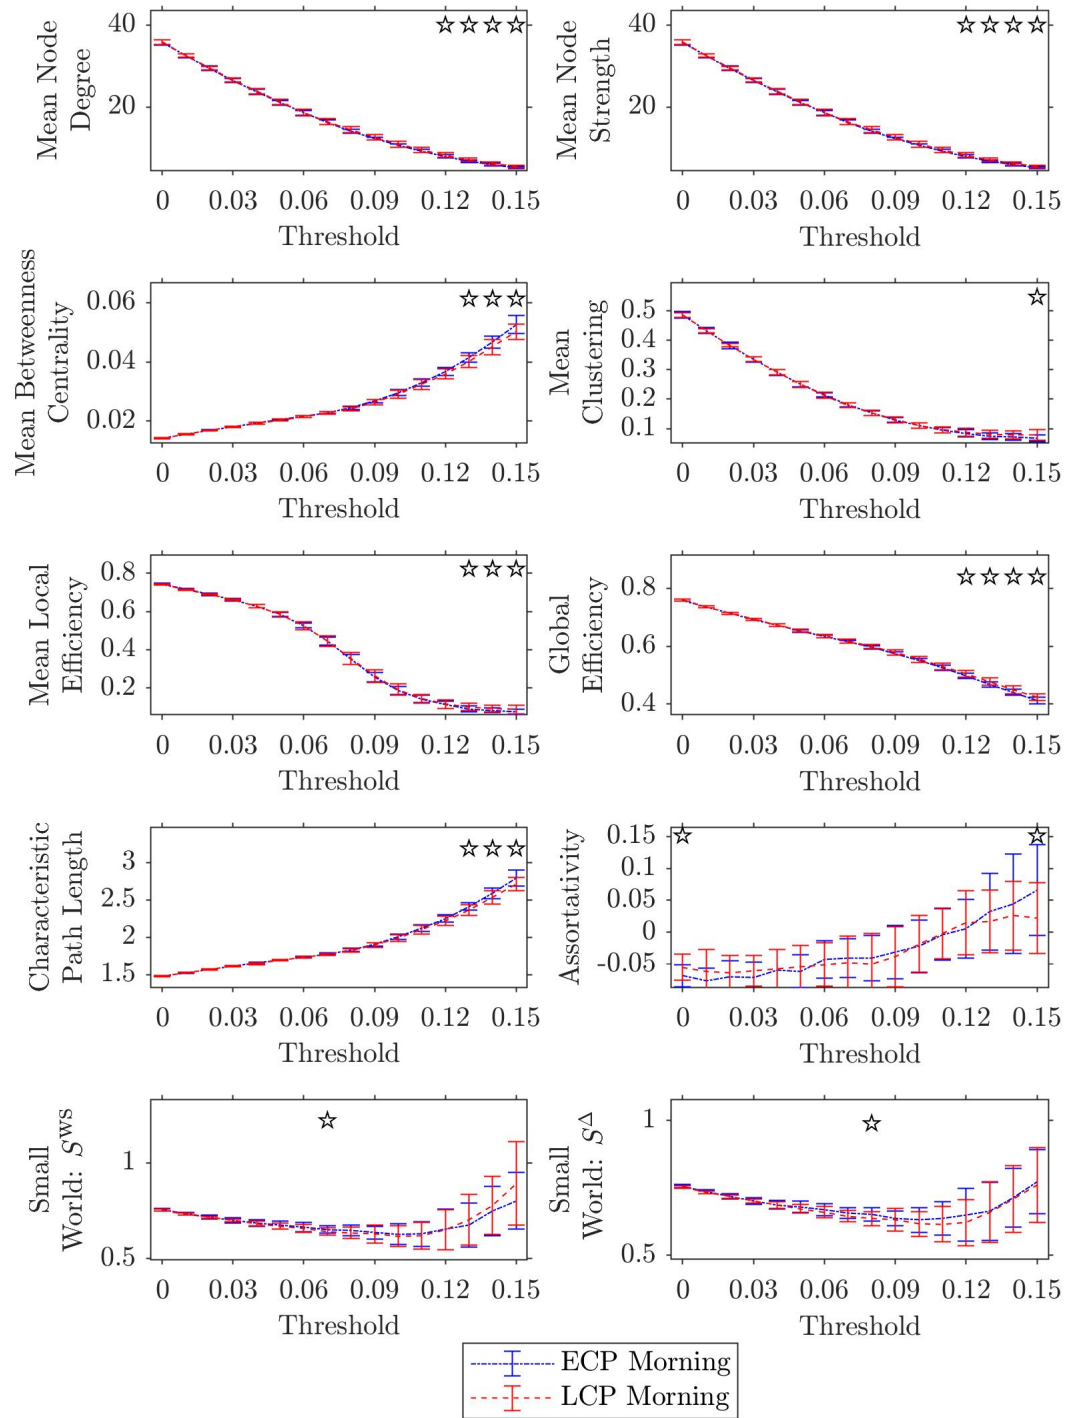 Mean Node
Degree
40
20
0 0.03 0.06 0.09 0.12 0.15
Threshold
Mean Node
Strength
40
20
0 0.03 0.06 0.09 0.12 0.15
Threshold
Mean Betweenness
Centrality
0.06
0.04
0.02
0 0.03 0.06 0.09 0.12 0.15
Threshold
Mean
Clustering
0.5
0.4
0.3
0.2
0.1
0 0.03 0.06 0.09 0.12 0.15
Threshold
Mean Local
Efficiency
0.8
0.6
0.4
0.2
0 0.03 0.06 0.09 0.12 0.15
Threshold
Global
Efficiency
0.8
0.6
0.4
0 0.03 0.06 0.09 0.12 0.15
Threshold
Characteristic
Path Length
3
2.5
2
1.5
0 0.03 0.06 0.09 0.12 0.15
Threshold
Assortativity
0.15
0.1
0.05
0
-0.05
0 0.03 0.06 0.09 0.12 0.15
Threshold
Small
World: S^WS
1
0.5
0 0.03 0.06 0.09 0.12 0.15
Threshold
Small
World: S^Δ
1
0.5
0 0.03 0.06 0.09 0.12 0.15
Threshold
ECP Morning
LCP Morning